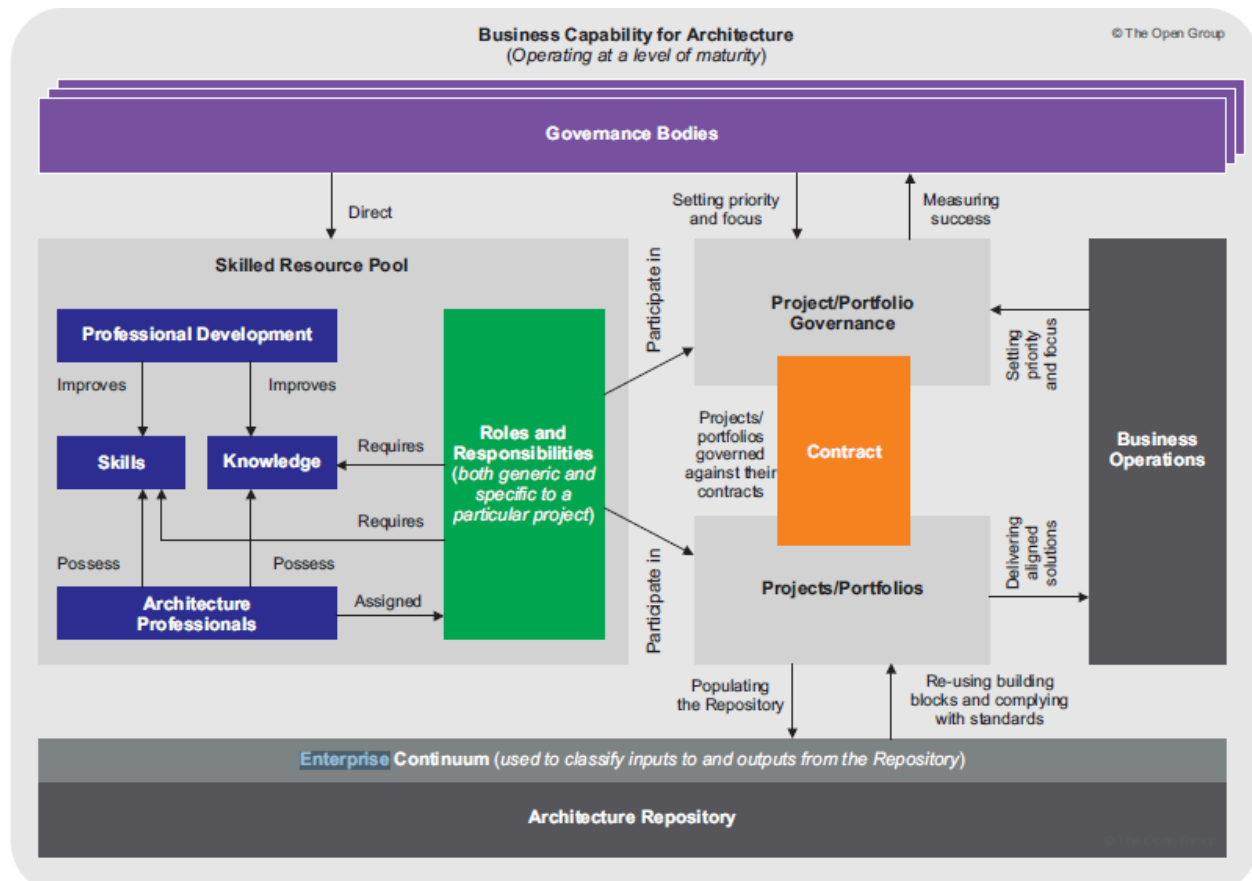 Business Capability for Architecture
(Operating at a level of maturity)
© The Open Group
Governance Bodies
Direct
Setting priority
and focus
Measuring
success
Skilled Resource Pool
Professional Development
Improves
Improves
Skills
Knowledge
Requires
Requires
Possess
Possess
Architecture
Professionals
Assigned
Roles and
Responsibilities
(both generic and
specific to a
particular project)
Participate in
Participate in
Project/Portfolio
Governance
Projects/
portfolios
governed
against their
contracts
Contract
Projects/Portfolios
Setting
priority
and focus
Delivering
aligned
solutions
Business
Operations
Populating
the Repository
Re-using building
blocks and complying
with standards
Enterprise Continuum (used to classify inputs to and outputs from the Repository)
Architecture Repository
© The Open Group